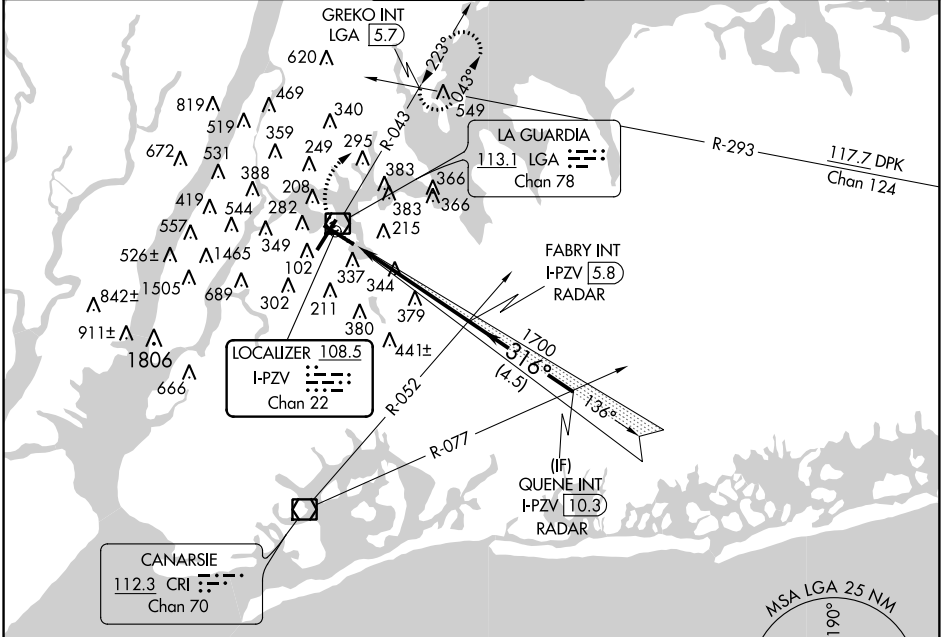 GREKO INT
LGA 5.7
223°
043°
620
549
819
469
519
340
359
R-043
672
531
249
295
388
LA GUARDIA
113.1 LGA
Chan 78
R-293
117.7 DPK
Chan 124
383
366
383
366
208
419
544
282
215
557
349
526±
1465
102
337
344
1505
689
302
211
379
842±
380
911±
441±
1806
666
FABRY INT
I-PZV 5.8
RADAR
LOCALIZER 108.5
I-PZV
Chan 22
1700
316°
(4.5)
136°
R-052
R-077
(IF)
QUENE INT
I-PZV 10.3
RADAR
CANARSIE
112.3 CRI
Chan 70
MSA LGA 25 NM